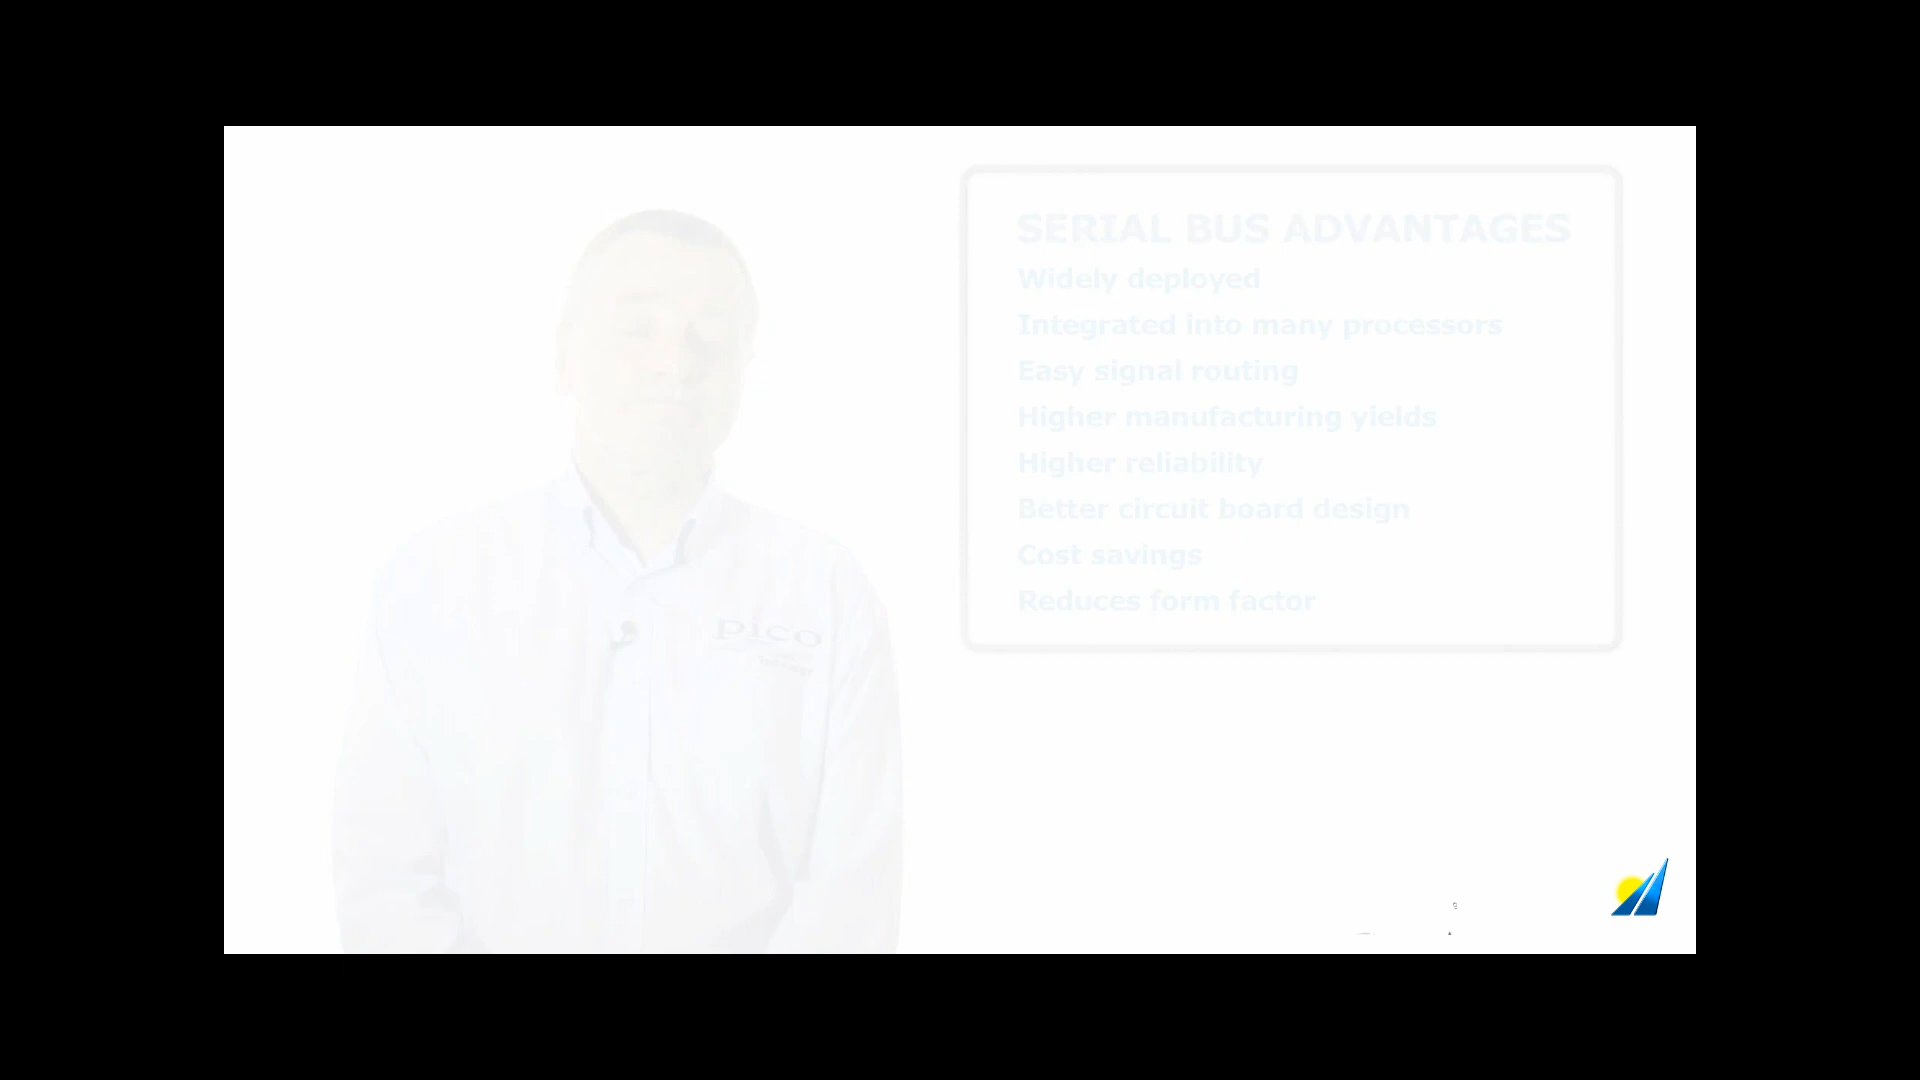 SERIAL BUS ADVANTAGES
Widely deployed
Integrated into many processors
Easy signal routing
Higher manufacturing yields
Higher reliability
Better circuit board design
Cost savings
Reduces form factor
pico
Technology